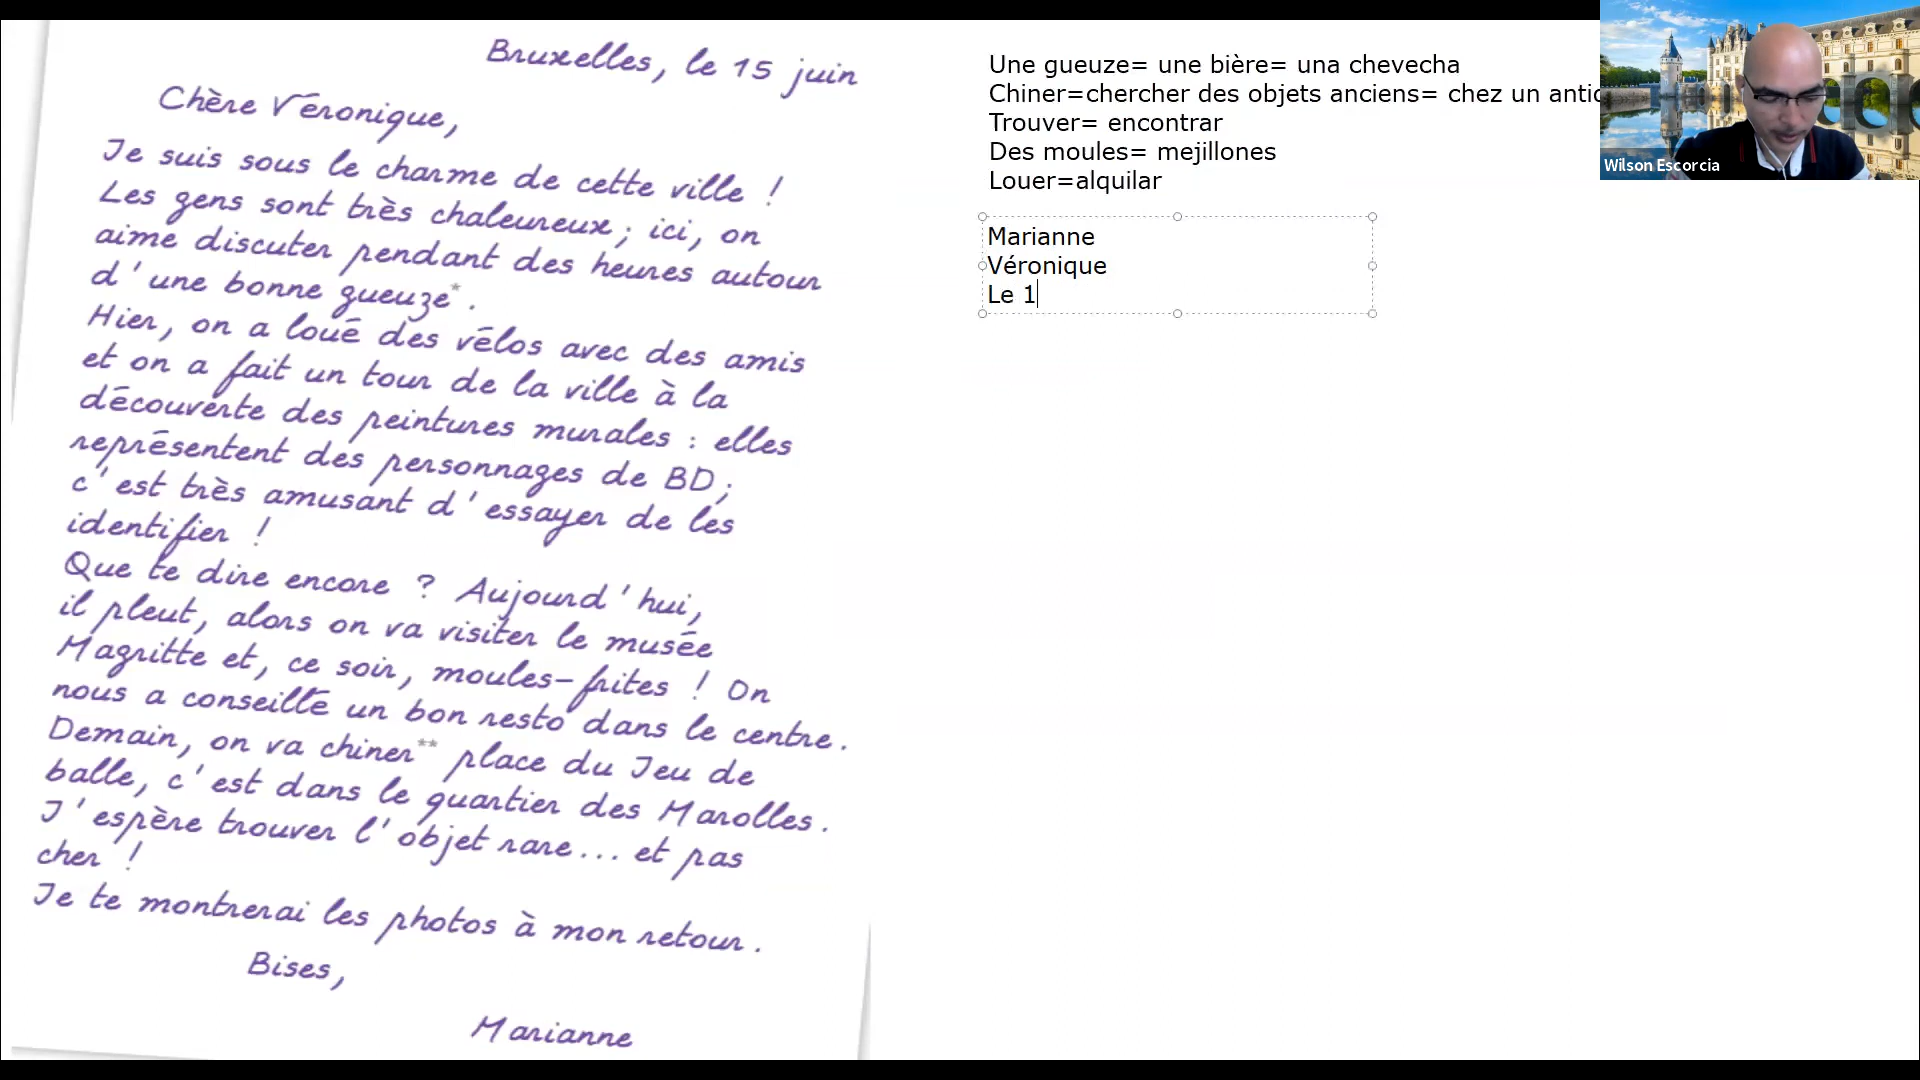 Bruxelles, le 15 juin
Chère Véronique,
Je suis sous le charme de cette ville !
Les gens sont très chaleureux ; ici, on
aime discuter pendant des heures autour
d'une bonne gueuze*.
Hier, on a loué des vélos avec des amis
et on a fait un tour de la ville à la
découverte des peintures murales : elles
représentent des personnages de BD ;
c'est très amusant d'essayer de les
identifier !
Que te dire encore ? Aujourd'hui,
il pleut, alors on va visiter le musée
Magritte et, ce soir, moules-frites ! On
nous a conseillé un bon resto dans le centre.
Demain, on va chiner** place du Jeu de
balle, c'est dans le quartier des Marolles.
J'espère trouver l'objet rare... et pas
cher !
Je te montrerai les photos à mon retour.
Bises,
Marianne
Une gueuze= une bière= una chevecha
Chiner=chercher des objets anciens= chez un antic
Trouver= encontrar
Des moules= mejillones
Louer=alquilar
Marianne
Véronique
Le 1
Wilson Escorcia